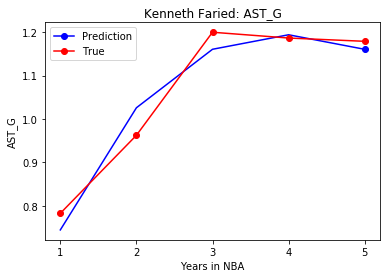 Kenneth Faried: AST_G
Prediction
True
1.2
1.1
1.0
0.9
0.8
AST_G
1
2
3
4
5
Years in NBA